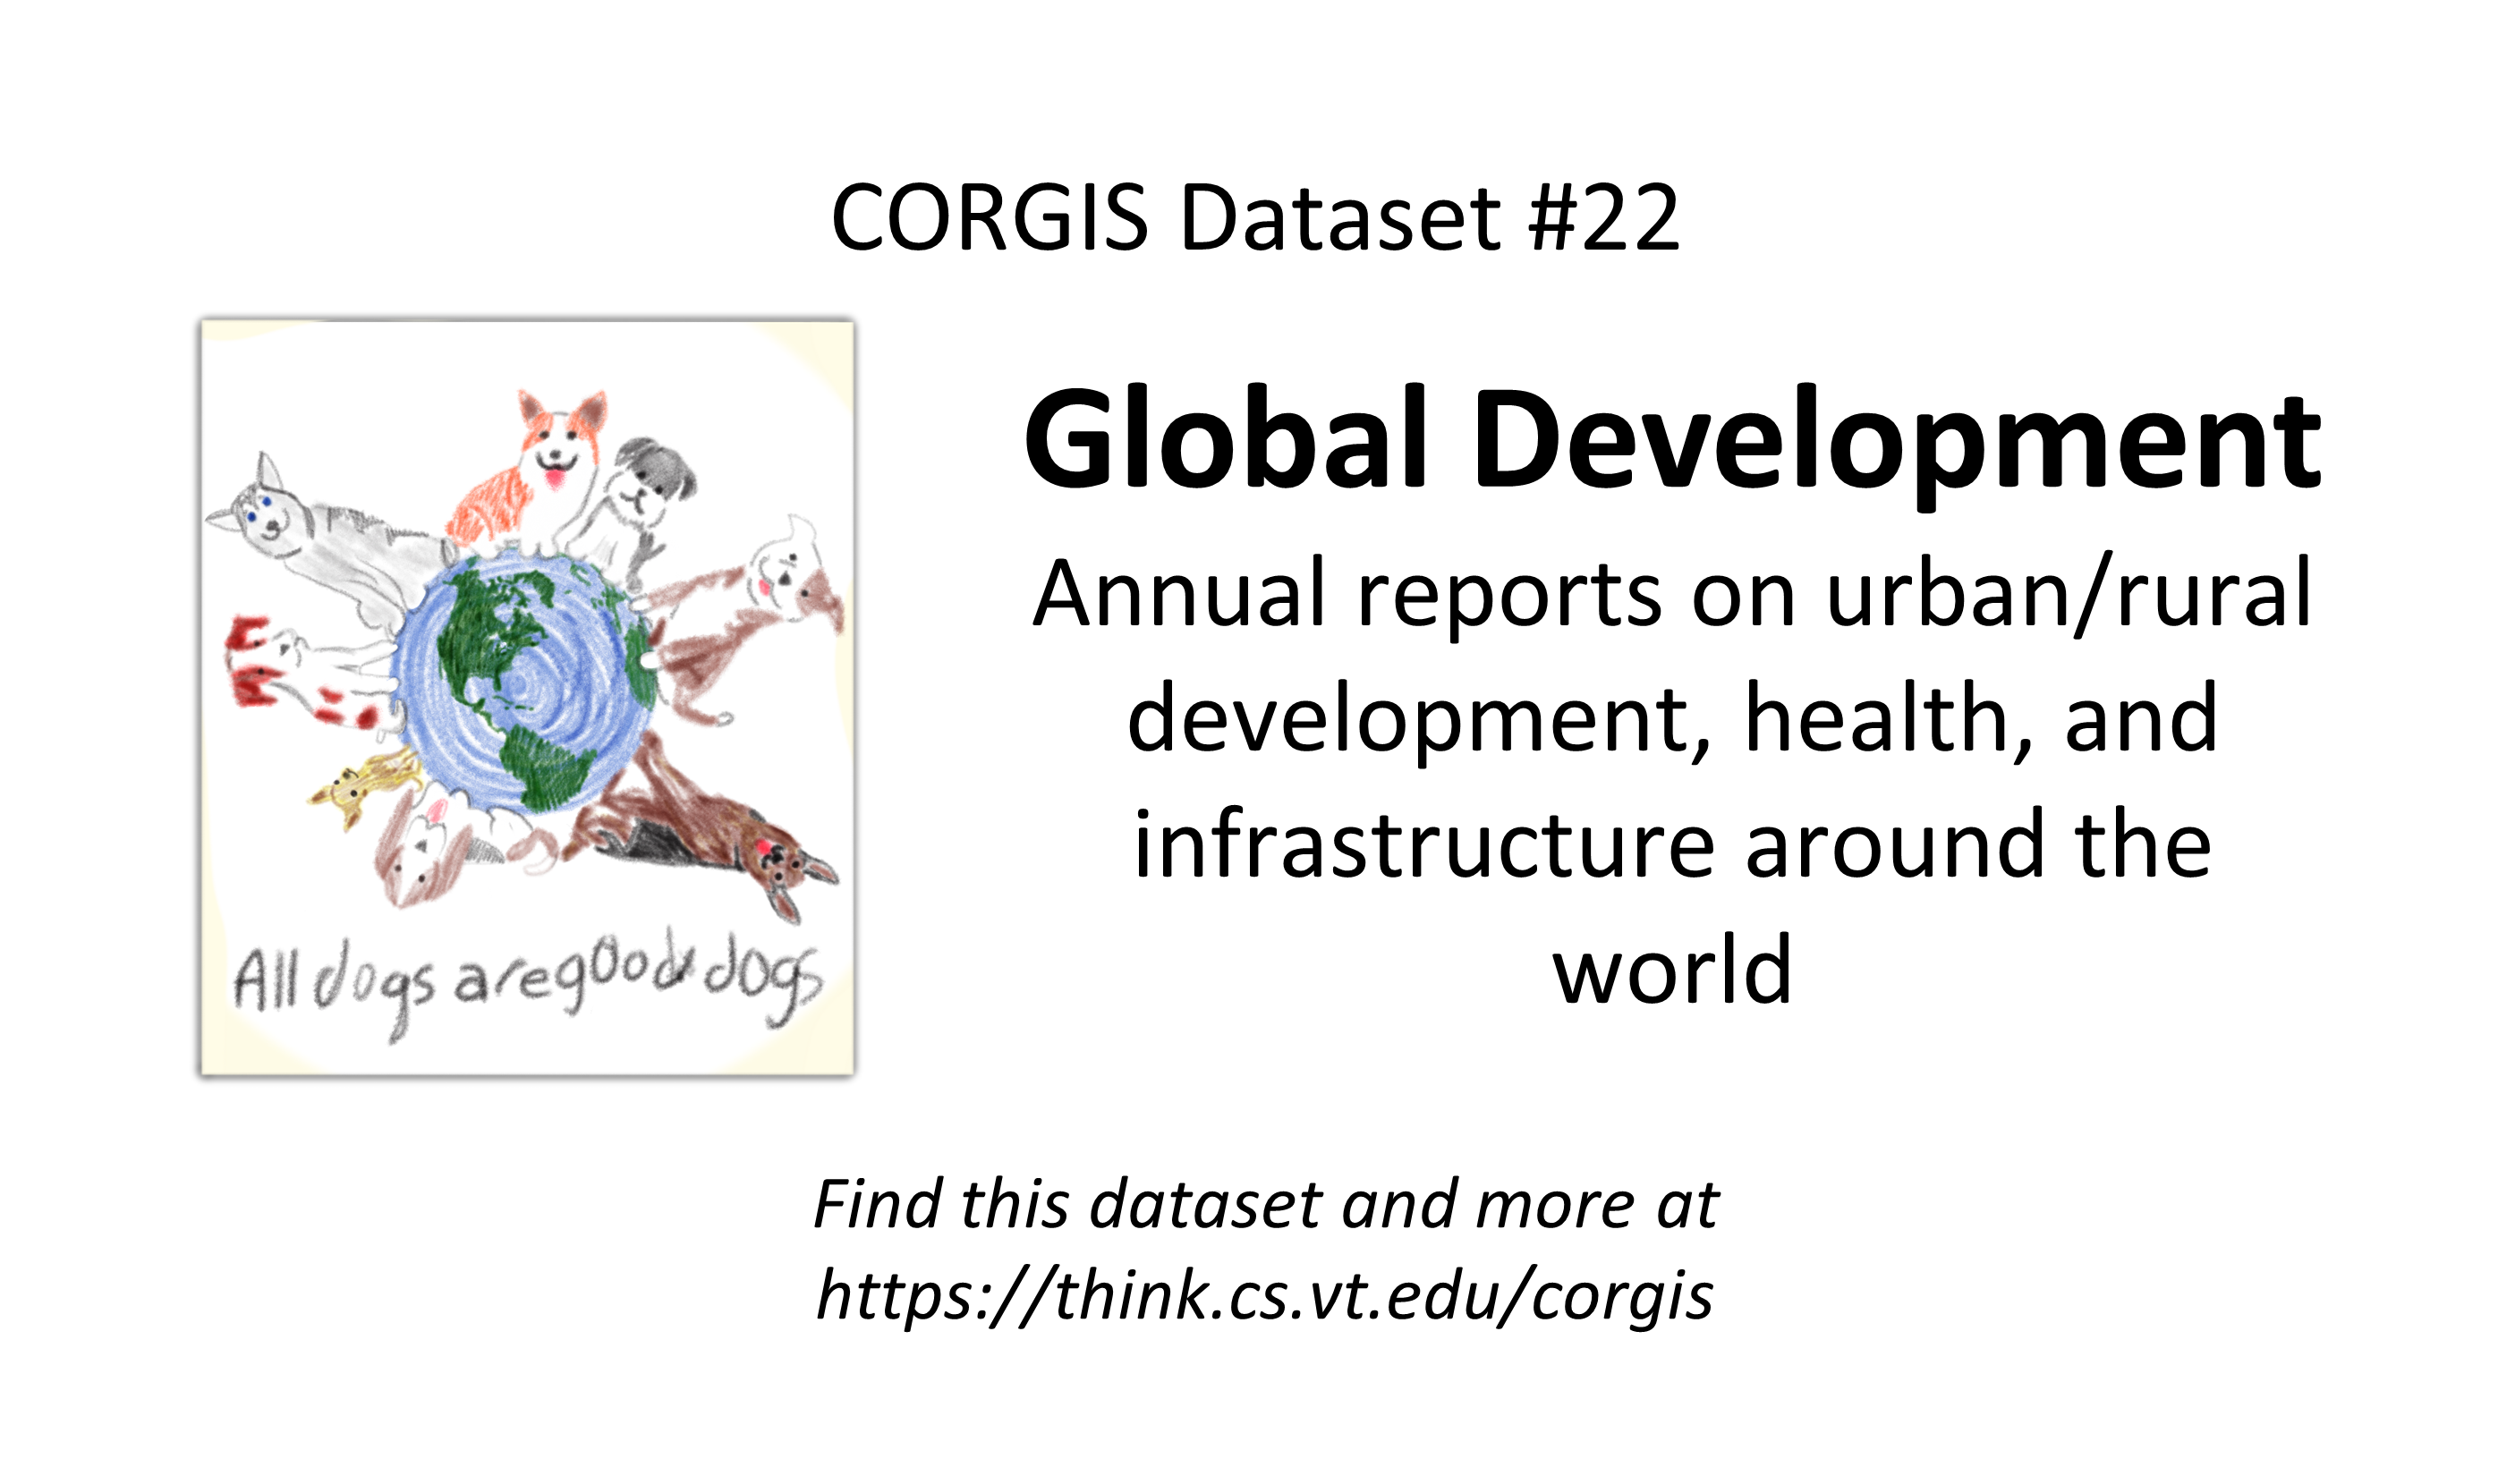 CORGIS Dataset #22
All dogs are good dogs
Global Development
Annual reports on urban/rural
development, health, and
infrastructure around the
world
Find this dataset and more at
https://think.cs.vt.edu/corgis